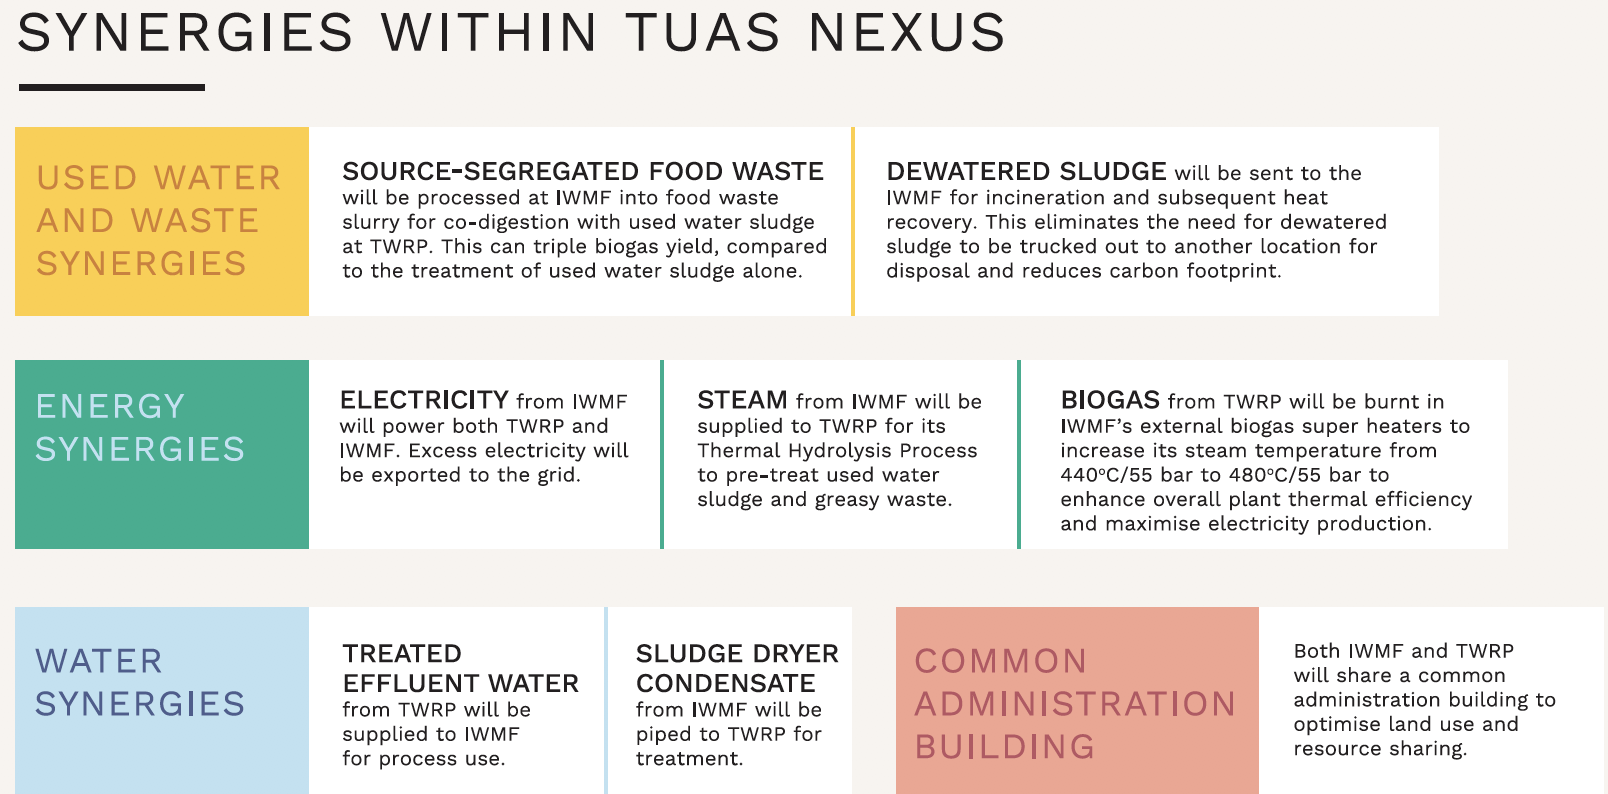 SYNERGIES WITHIN TUAS NEXUS
USED WATER
AND WASTE
SYNERGIES
SOURCE-SEGREGATED FOOD WASTE
will be processed at IWMF into food waste
slurry for co-digestion with used water sludge
at TWRP. This can triple biogas yield, compared
to the treatment of used water sludge alone.
DEWATERED SLUDGE will be sent to the
IWMF for incineration and subsequent heat
recovery. This eliminates the need for dewatered
sludge to be trucked out to another location for
disposal and reduces carbon footprint.
ENERGY
SYNERGIES
ELECTRICITY from IWMF
will power both TWRP and
IWMF. Excess electricity will
be exported to the grid.
STEAM from IWMF will be
supplied to TWRP for its
Thermal Hydrolysis Process
to pre-treat used water
sludge and greasy waste.
BIOGAS from TWRP will be burnt in
IWMF's external biogas super heaters to
increase its steam temperature from
440°C/55 bar to 480°C/55 bar to
enhance overall plant thermal efficiency
and maximise electricity production.
WATER
SYNERGIES
TREATED
EFFLUENT WATER
from TWRP will be
supplied to IWMF
for process use.
SLUDGE DRYER
CONDENSATE
from IWMF will be
piped to TWRP for
treatment.
COMMON
ADMINISTRATION
BUILDING
Both IWMF and TWRP
will share a common
administration building to
optimise land use and
resource sharing.